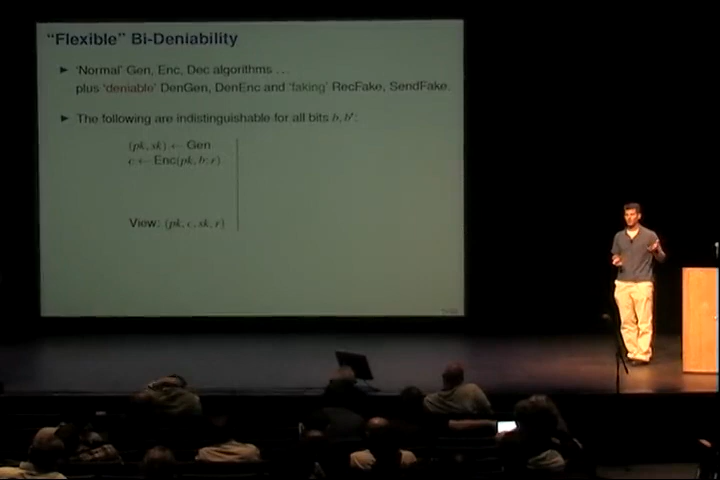 "Flexible" Bi-Deniability
► 'Normal' Gen, Enc, Dec algorithms ...
plus 'deniable' DenGen, DenEnc and 'faking' RecFake, SendFake.
► The following are indistinguishable for all bits b, b′:
(pk, sk) ← Gen
c ← Enc(pk, b; r)
View: (pk, c, sk, r)